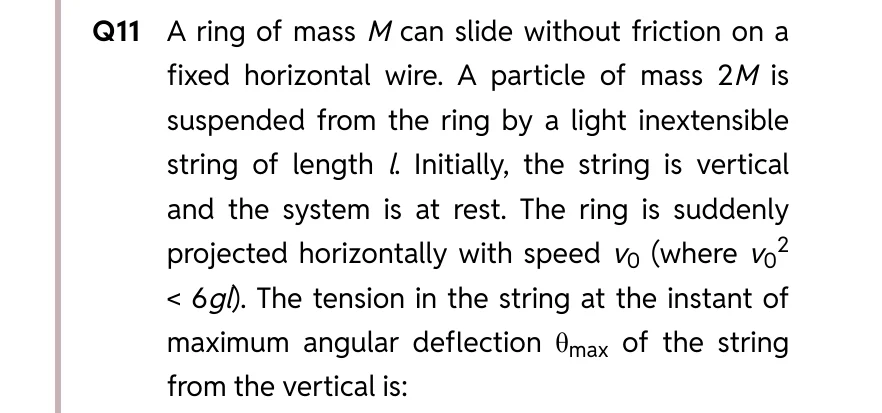 Q11 A ring of mass M can slide without friction on a
fixed horizontal wire. A particle of mass 2M is
suspended from the ring by a light inextensible
string of length l. Initially, the string is vertical
and the system is at rest. The ring is suddenly
projected horizontally with speed v₀ (where v₀²
< 6gl). The tension in the string at the instant of
maximum angular deflection θmax of the string
from the vertical is: